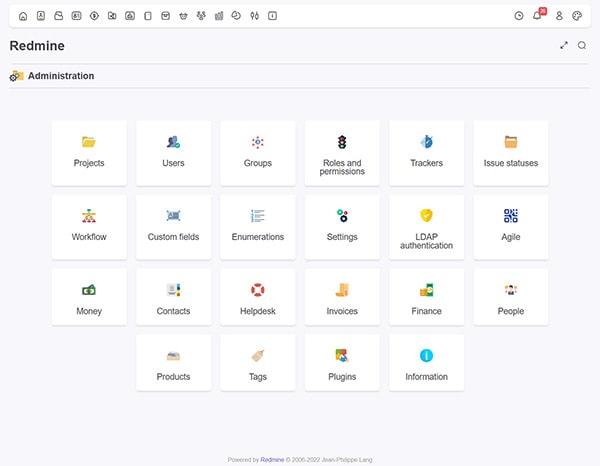 Redmine
Administration
Projects
Users
Groups
Roles and
permissions
Trackers
Issue statuses
Workflow
Custom fields
Enumerations
Settings
LDAP
authentication
Agile
Money
Contacts
Helpdesk
Invoices
Finance
People
Products
Tags
Plugins
Information
Powered by Redmine © 2006-2022 Jean-Philippe Lang